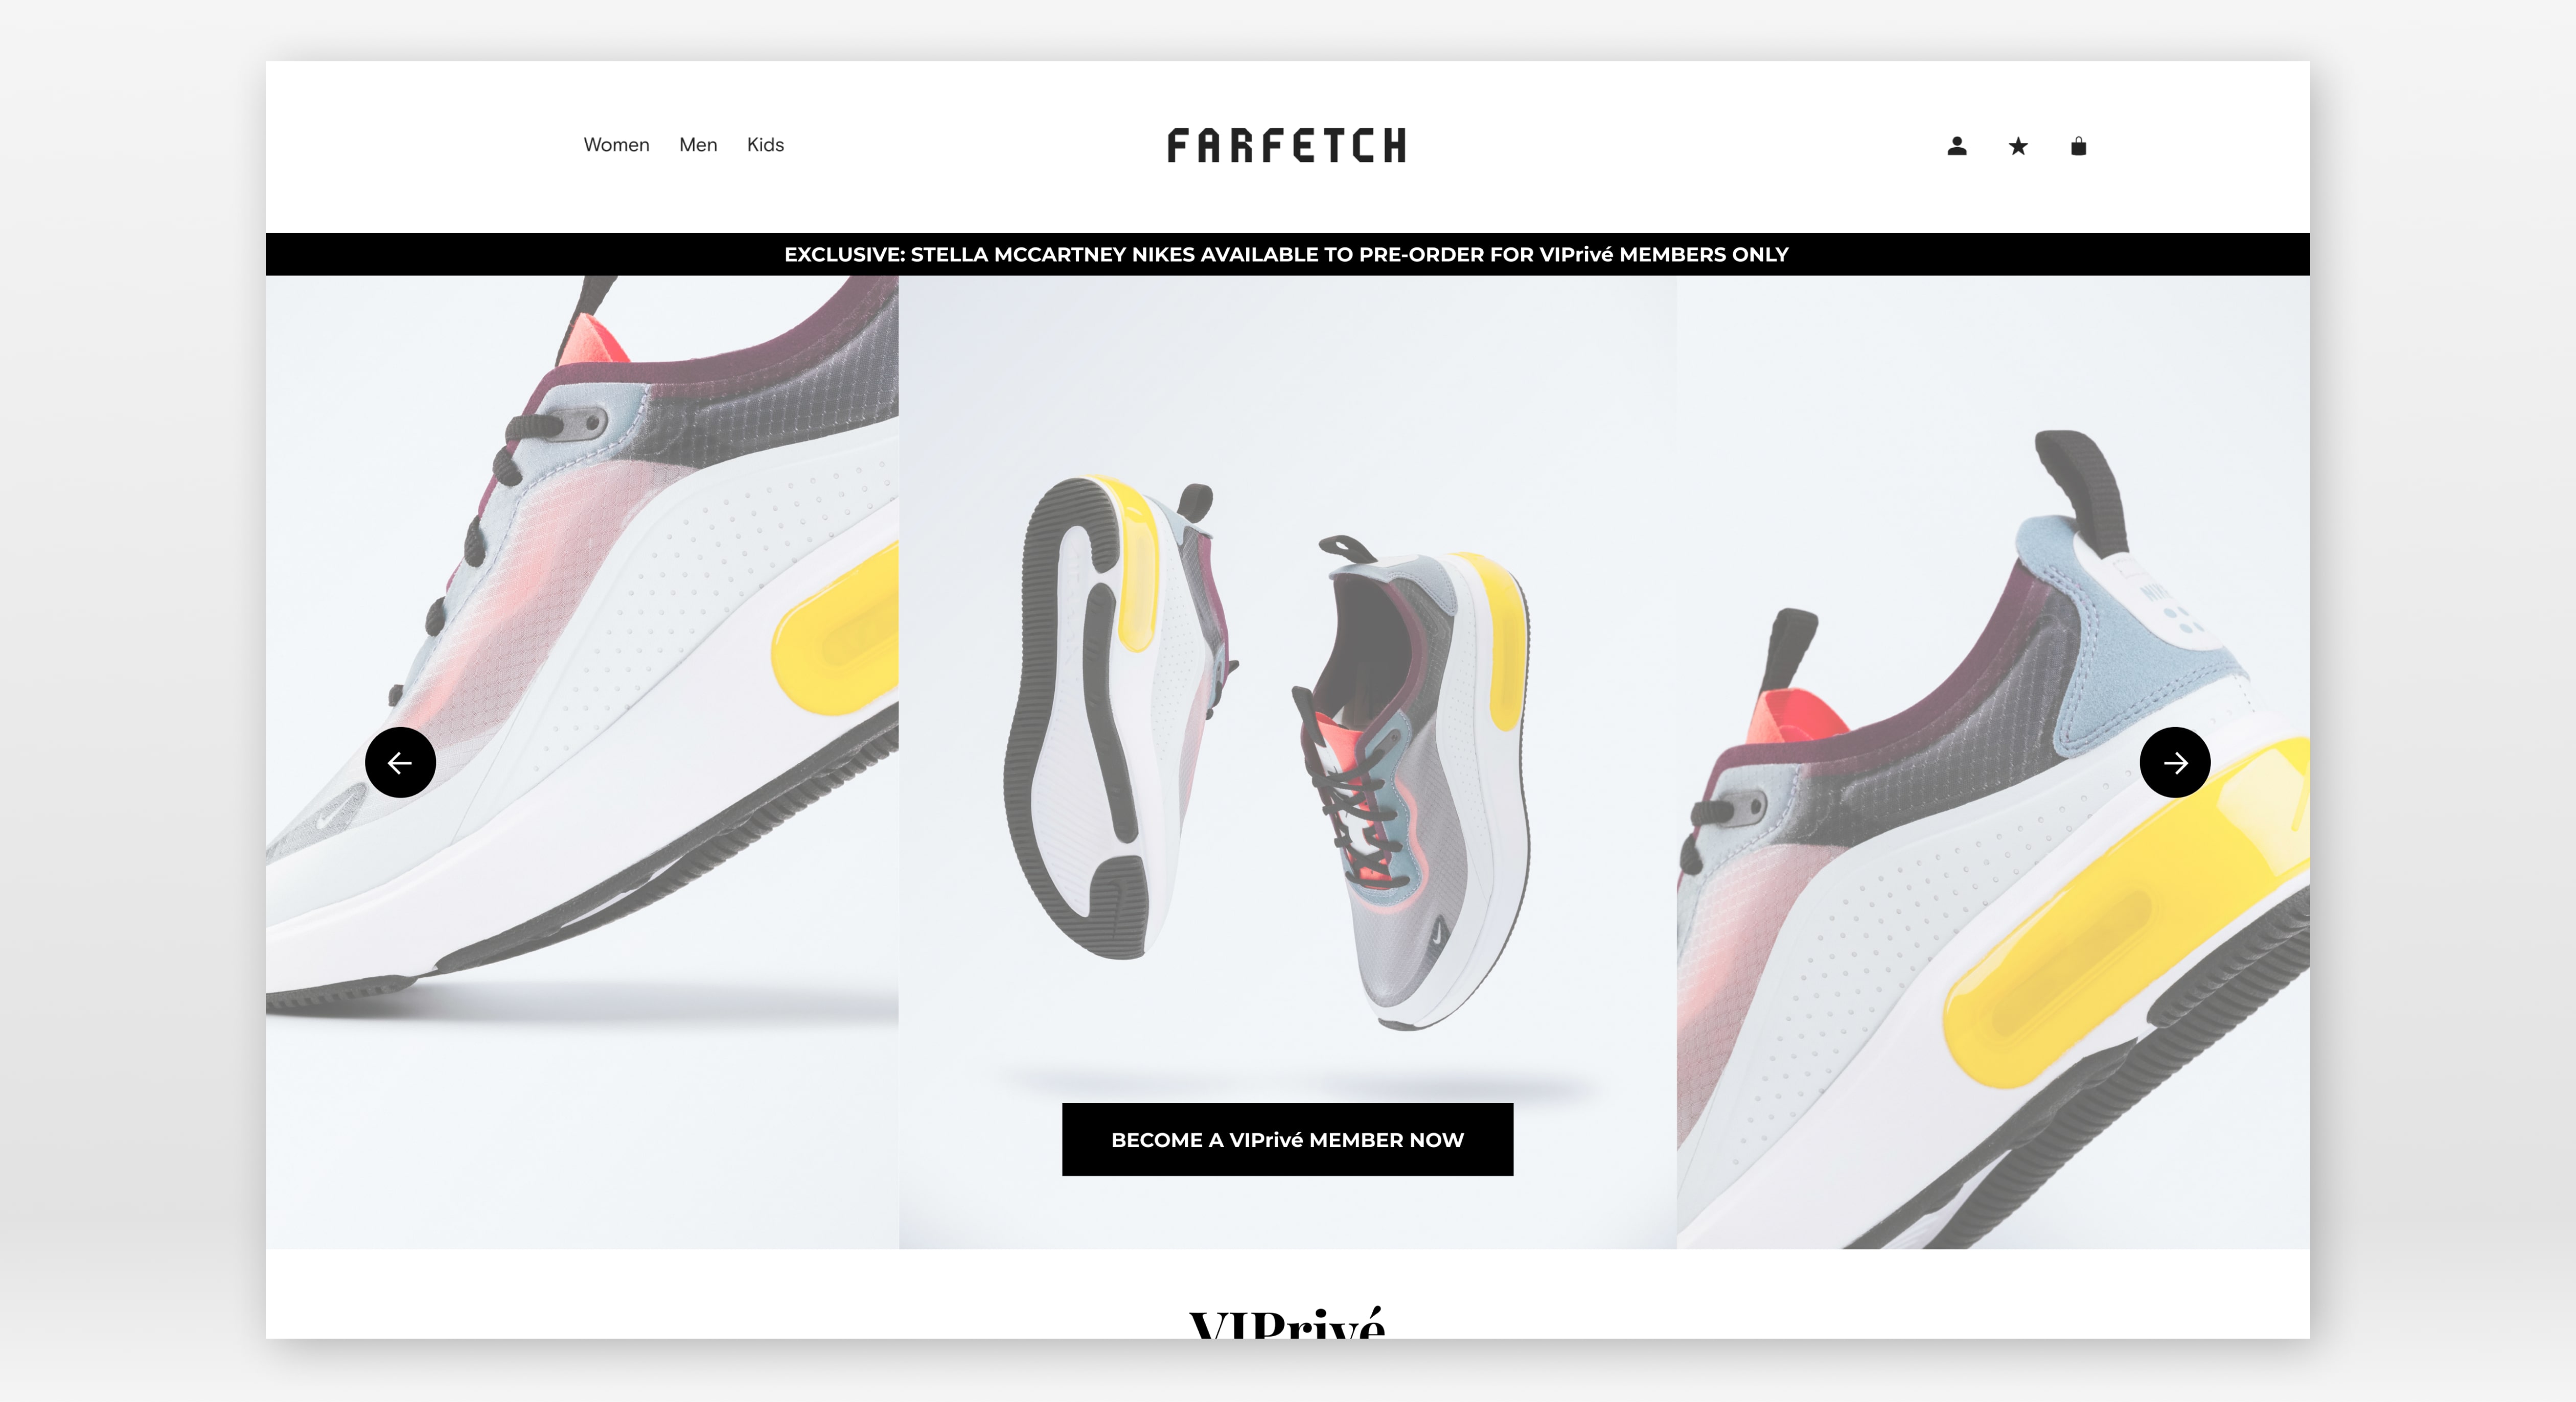 Women Men Kids
FARFETCH
EXCLUSIVE: STELLA MCCARTNEY NIKES AVAILABLE TO PRE-ORDER FOR VIPrivé MEMBERS ONLY
BECOME A VIPrivé MEMBER NOW
VIPrivé